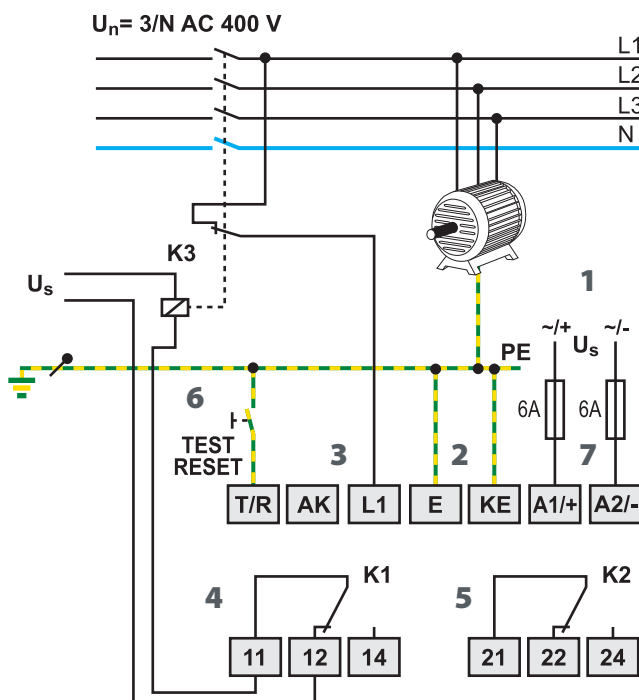 Un= 3/N AC 400 V
L1
L2
L3
N
K3
Us
1
~/+ ~/-
Us
PE
6
6A 6A
TEST
RESET
3 2 7
T/R AK L1 E KE A1/+ A2/-
4 K1 5 K2
11 12 14 21 22 24